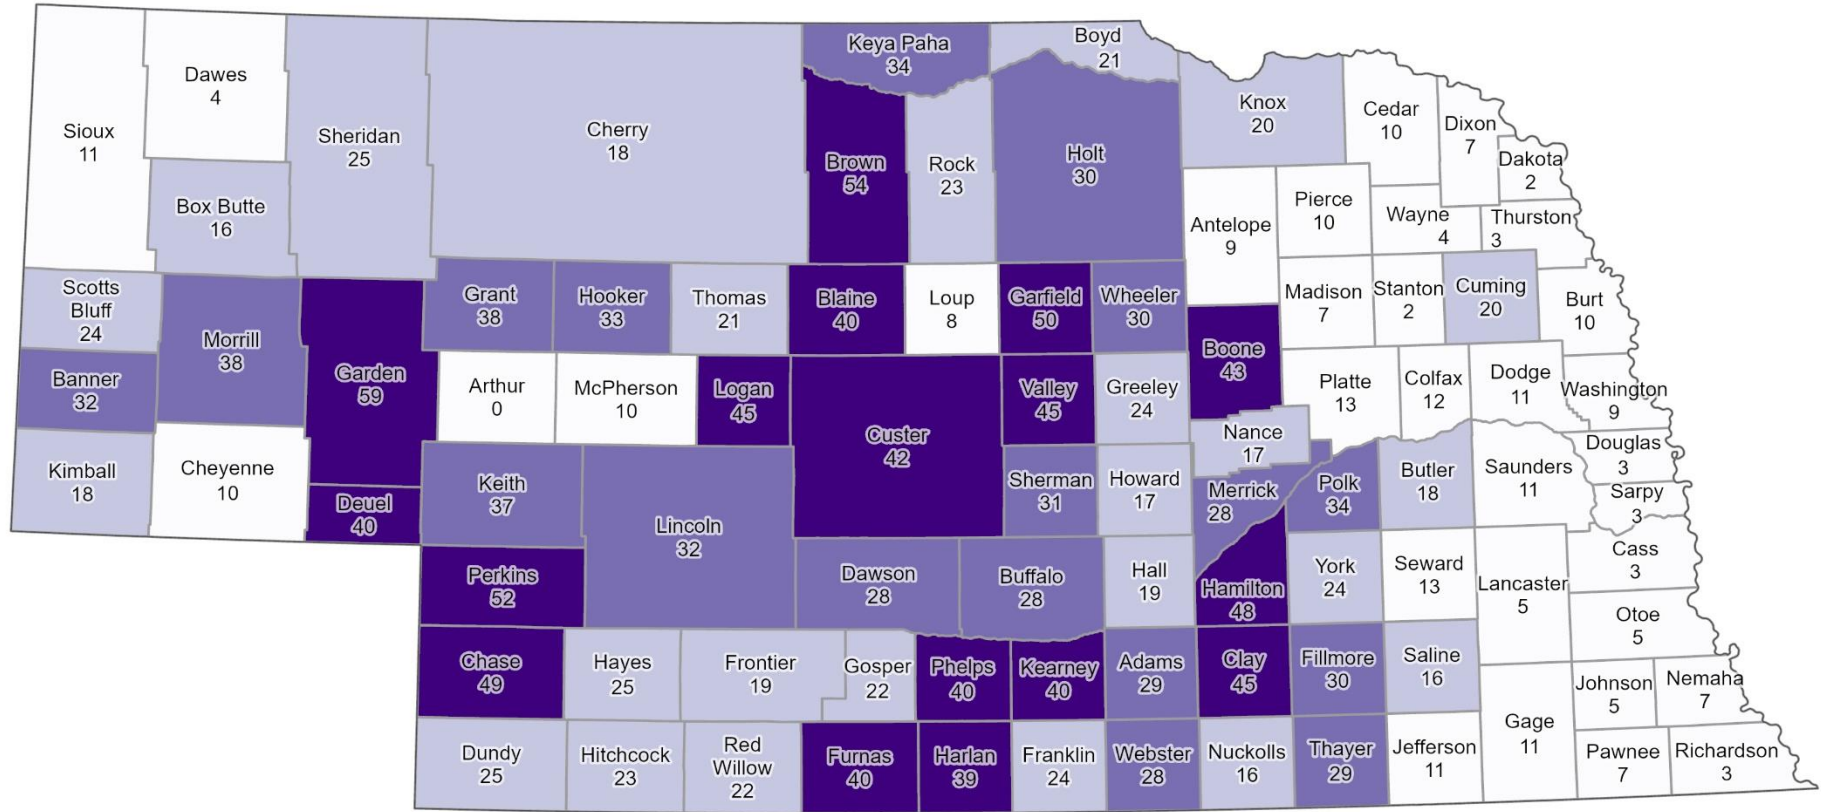 Sioux
11
Dawes
4
Box Butte
16
Sheridan
25
Cherry
18
Keya Paha
34
Brown
54
Rock
23
Boyd
21
Holt
30
Knox
20
Cedar
10
Dixon
7
Dakota
2
Antelope
9
Pierce
10
Wayne
4
Thurston
3
Scotts
Bluff
24
Morrill
38
Banner
32
Kimball
18
Cheyenne
10
Garden
59
Deuel
40
Grant
38
Hooker
33
Thomas
21
Blaine
40
Loup
8
Garfield
50
Wheeler
30
Boone
43
Madison
7
Stanton
2
Cuming
20
Burt
10
Arthur
0
McPherson
10
Logan
45
Custer
42
Valley
45
Greeley
24
Nance
17
Platte
13
Colfax
12
Dodge
11
Washington
9
Douglas
3
Sarpy
3
Keith
37
Lincoln
32
Sherman
31
Howard
17
Merrick
28
Polk
34
Butler
18
Saunders
11
Perkins
52
Dawson
28
Buffalo
28
Hall
19
Hamilton
48
York
24
Seward
13
Lancaster
5
Cass
3
Otoe
5
Chase
49
Hayes
25
Frontier
19
Gosper
22
Phelps
40
Kearney
40
Adams
29
Clay
45
Fillmore
30
Saline
16
Gage
11
Johnson
5
Nemaha
7
Dundy
25
Hitchcock
23
Red
Willow
22
Furnas
40
Harlan
39
Franklin
24
Webster
28
Nuckolls
16
Thayer
29
Jefferson
11
Pawnee
7
Richardson
3